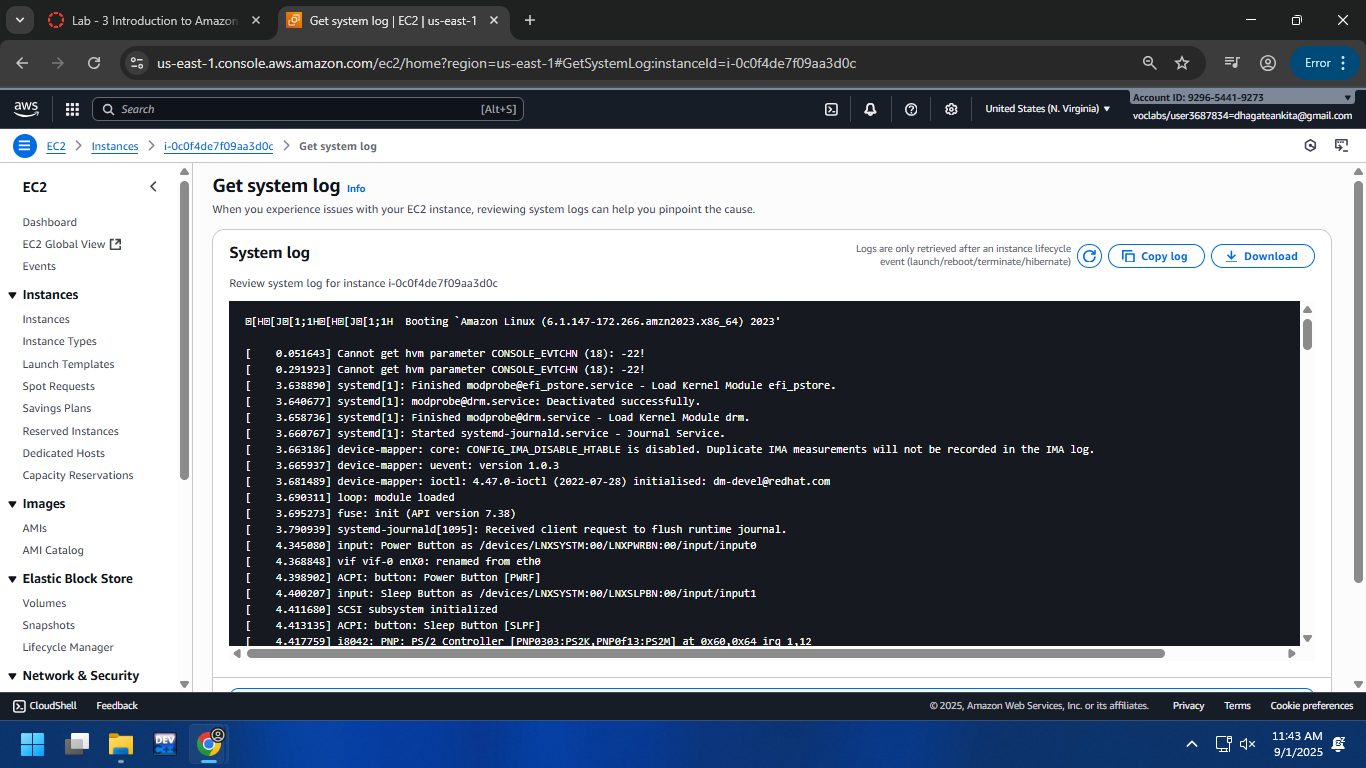 Lab - 3 Introduction to Amazon
Get system log | EC2 | us-east-1
us-east-1.console.aws.amazon.com/ec2/home?region=us-east-1#GetSystemLog:instanceId=i-0c0f4de7f09aa3d0c
Error
aws
Search
[Alt+S]
United States (N. Virginia)
Account ID: 9296-5441-9273
voclabs/user3687834=dhagateankita@gmail.com
EC2
Instances
i-0c0f4de7f09aa3d0c
Get system log
EC2
Dashboard
EC2 Global View
Events
Instances
Instances
Instance Types
Launch Templates
Spot Requests
Savings Plans
Reserved Instances
Dedicated Hosts
Capacity Reservations
Images
AMIs
AMI Catalog
Elastic Block Store
Volumes
Snapshots
Lifecycle Manager
Network & Security
Get system log Info
When you experience issues with your EC2 instance, reviewing system logs can help you pinpoint the cause.
System log
Logs are only retrieved after an instance lifecycle
event (launch/reboot/terminate/hibernate)
Copy log
Download
Review system log for instance i-0c0f4de7f09aa3d0c
[H[J[1;1H[H[J[1;1H Booting `Amazon Linux (6.1.147-172.266.amzn2023.x86_64) 2023'
[ 0.051643] Cannot get hvm parameter CONSOLE_EVTCHN (18): -22!
[ 0.291923] Cannot get hvm parameter CONSOLE_EVTCHN (18): -22!
[ 3.638890] systemd[1]: Finished modprobe@efi_pstore.service - Load Kernel Module efi_pstore.
[ 3.640677] systemd[1]: modprobe@drm.service: Deactivated successfully.
[ 3.658736] systemd[1]: Finished modprobe@drm.service - Load Kernel Module drm.
[ 3.660767] systemd[1]: Started systemd-journald.service - Journal Service.
[ 3.663186] device-mapper: core: CONFIG_IMA_DISABLE_HTABLE is disabled. Duplicate IMA measurements will not be recorded in the IMA log.
[ 3.665937] device-mapper: uevent: version 1.0.3
[ 3.681489] device-mapper: ioctl: 4.47.0-ioctl (2022-07-28) initialised: dm-devel@redhat.com
[ 3.690311] loop: module loaded
[ 3.695273] fuse: init (API version 7.38)
[ 3.790939] systemd-journald[1095]: Received client request to flush runtime journal.
[ 4.345080] input: Power Button as /devices/LNXSYSTM:00/LNXPWRBN:00/input/input0
[ 4.368848] vif vif-0 enX0: renamed from eth0
[ 4.398902] ACPI: button: Power Button [PWRF]
[ 4.400207] input: Sleep Button as /devices/LNXSYSTM:00/LNXSLPBN:00/input/input1
[ 4.411680] SCSI subsystem initialized
[ 4.413135] ACPI: button: Sleep Button [SLPF]
[ 4.417759] i8042: PNP: PS/2 Controller [PNP0303:PS2K,PNP0f13:PS2M] at 0x60,0x64 irq 1,12
CloudShell
Feedback
© 2025, Amazon Web Services, Inc. or its affiliates.
Privacy
Terms
Cookie preferences
DEV
11:43 AM
9/1/2025